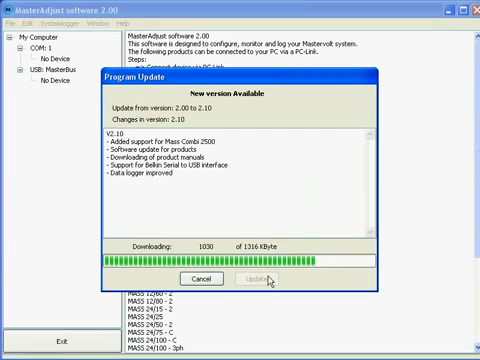 MasterAdjust software 2.00
File Edit Systemlogger Window Help
My Computer
COM: 1
No Device
USB: MasterBus
No Device
MasterAdjust software 2.00
This software is designed to configure, monitor and log your Mastervolt system.
The following products can be connected to your PC via a PC-Link.
Steps:
Program Update
New version Available
Update from version: 2.00 to 2.10
Changes in version: 2.10
V2.10
- Added support for Mass Combi 2500
- Software update for products
- Downloading of product manuals
- Support for Belkin Serial to USB interface
- Data logger improved
Downloading: 1030 of 1316 KByte
Cancel Update
MASS 12/60 - 2
MASS 12/80 - 2
MASS 24/15 - 2
MASS 24/25
MASS 24/50 - 2
MASS 24/75 - C
MASS 24/100 - C
MASS 24/100 - 3ph
Exit